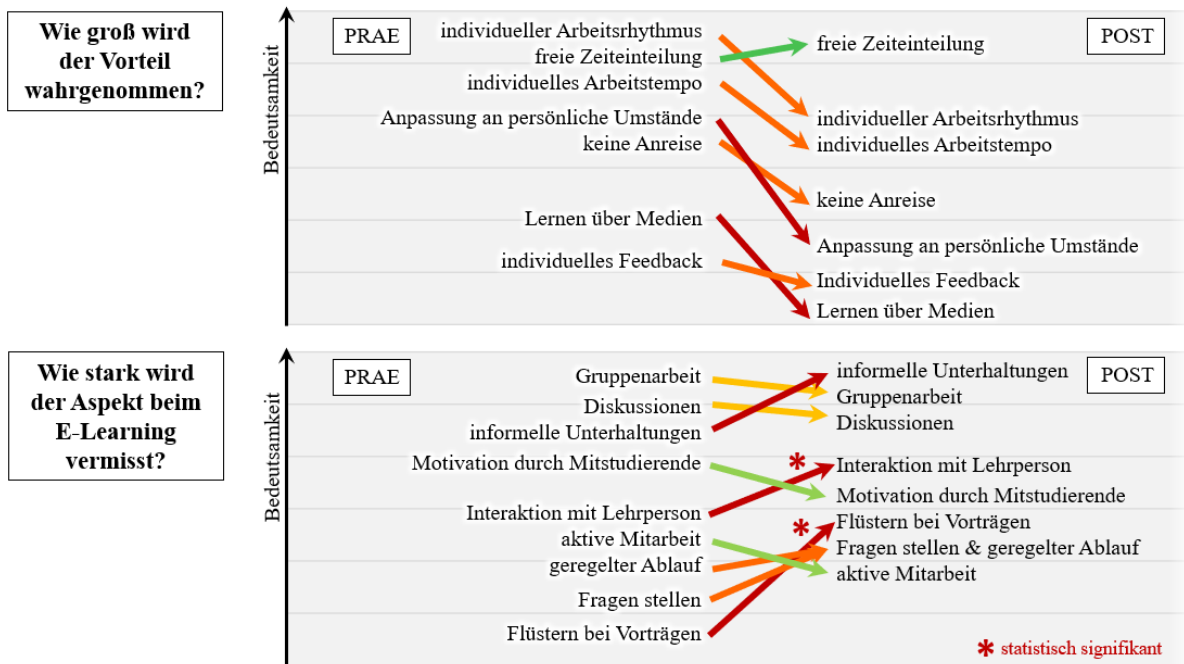 Wie groß wird
der Vorteil
wahrgenommen?
Bedeutsamkeit
PRAE
individueller Arbeitsrhythmus
freie Zeiteinteilung
individuelles Arbeitstempo
Anpassung an persönliche Umstände
keine Anreise
Lernen über Medien
individuelles Feedback
POST
freie Zeiteinteilung
individueller Arbeitsrhythmus
individuelles Arbeitstempo
keine Anreise
Anpassung an persönliche Umstände
Individuelles Feedback
Lernen über Medien
Wie stark wird
der Aspekt beim
E-Learning
vermisst?
Bedeutsamkeit
PRAE
Gruppenarbeit
Diskussionen
informelle Unterhaltungen
Motivation durch Mitstudierende
Interaktion mit Lehrperson
aktive Mitarbeit
geregelter Ablauf
Fragen stellen
Flüstern bei Vorträgen
*
*
POST
informelle Unterhaltungen
Gruppenarbeit
Diskussionen
Interaktion mit Lehrperson
Motivation durch Mitstudierende
Flüstern bei Vorträgen
Fragen stellen & geregelter Ablauf
aktive Mitarbeit
* statistisch signifikant